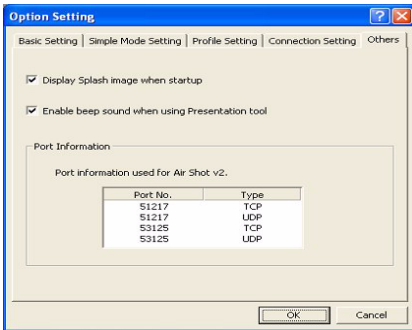 Option Setting
Basic Setting Simple Mode Setting Profile Setting Connection Setting Others
Display Splash image when startup
Enable beep sound when using Presentation tool
Port Information
Port information used for Air Shot v2.
Port No. Type
51217 TCP
51217 UDP
53125 TCP
53125 UDP
OK Cancel